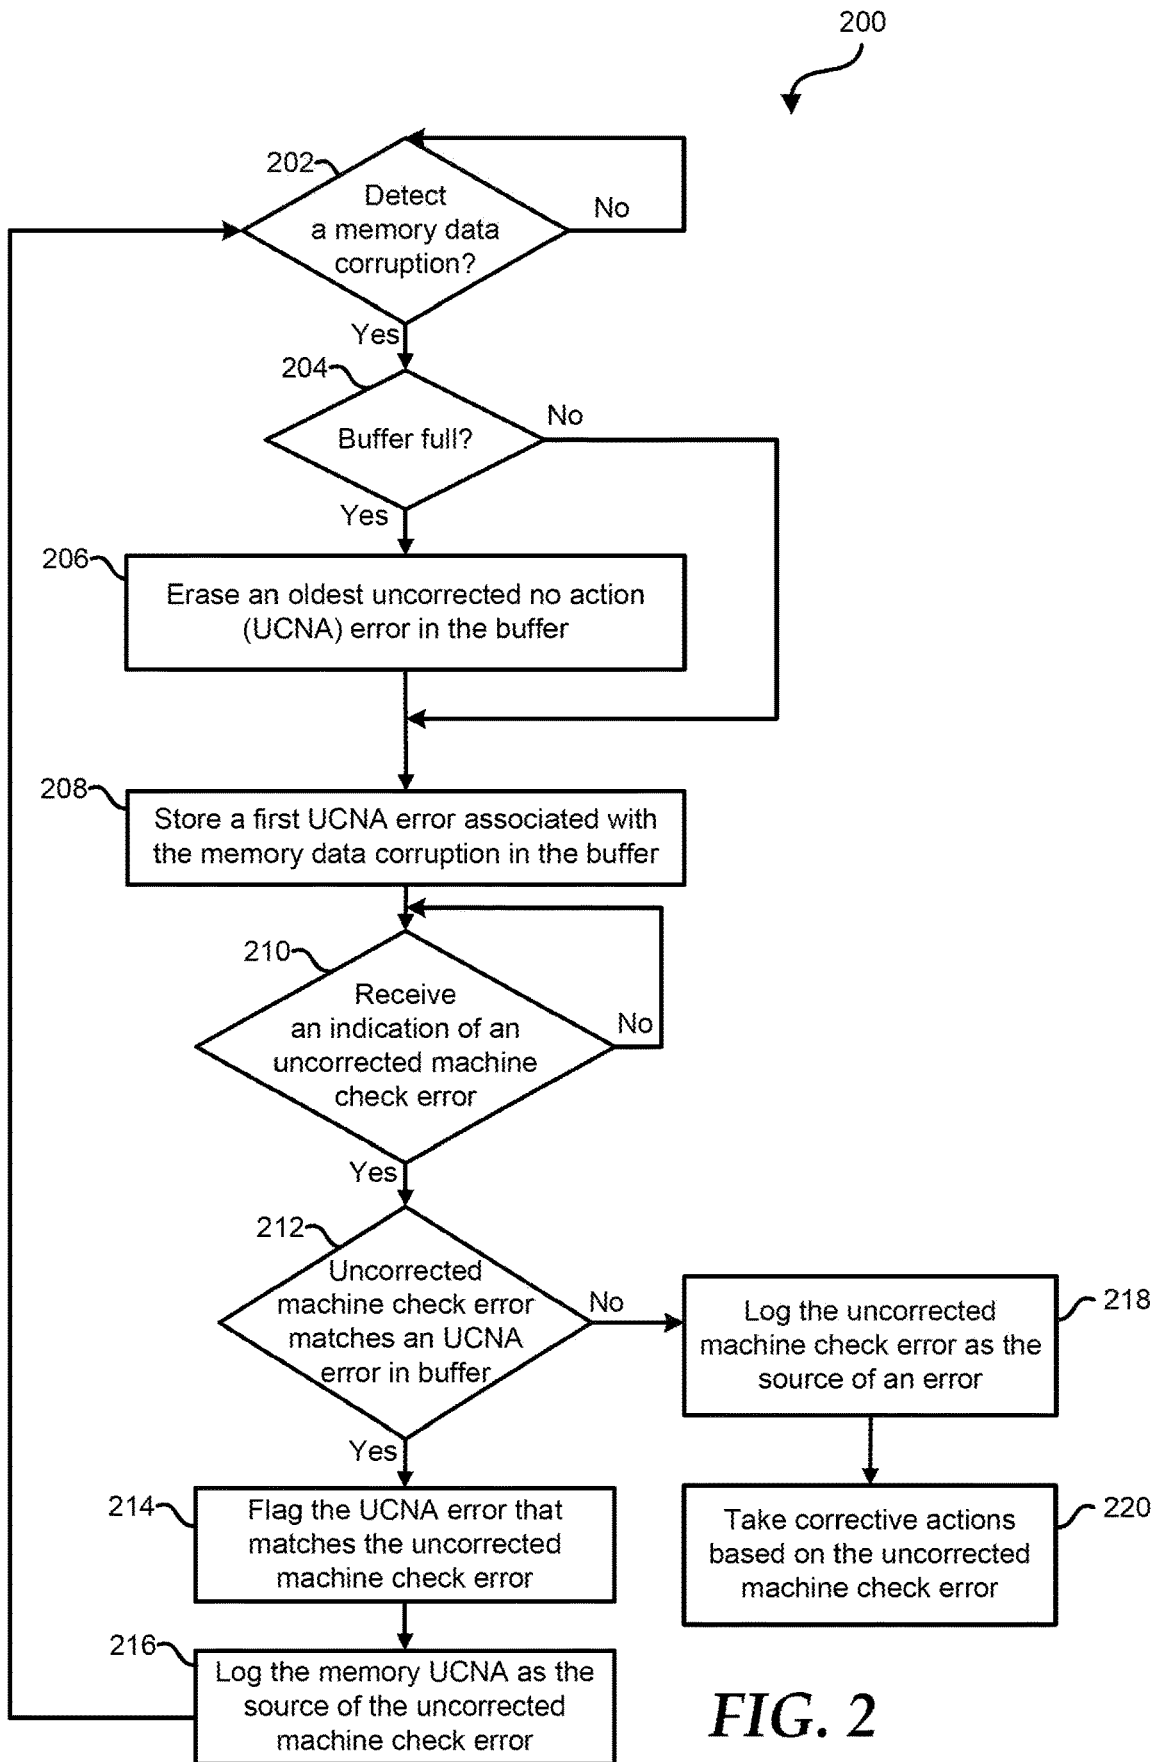 200
202
Detect
a memory data
corruption?
No
Yes
204
Buffer full?
No
Yes
206
Erase an oldest uncorrected no action
(UCNA) error in the buffer
208
Store a first UCNA error associated with
the memory data corruption in the buffer
210
Receive
an indication of an
uncorrected machine
check error
No
Yes
212
Uncorrected
machine check error
matches an UCNA
error in buffer
No
Yes
218
Log the uncorrected
machine check error as the
source of an error
214
Flag the UCNA error that
matches the uncorrected
machine check error
220
Take corrective actions
based on the uncorrected
machine check error
216
Log the memory UCNA as the
source of the uncorrected
machine check error
FIG. 2